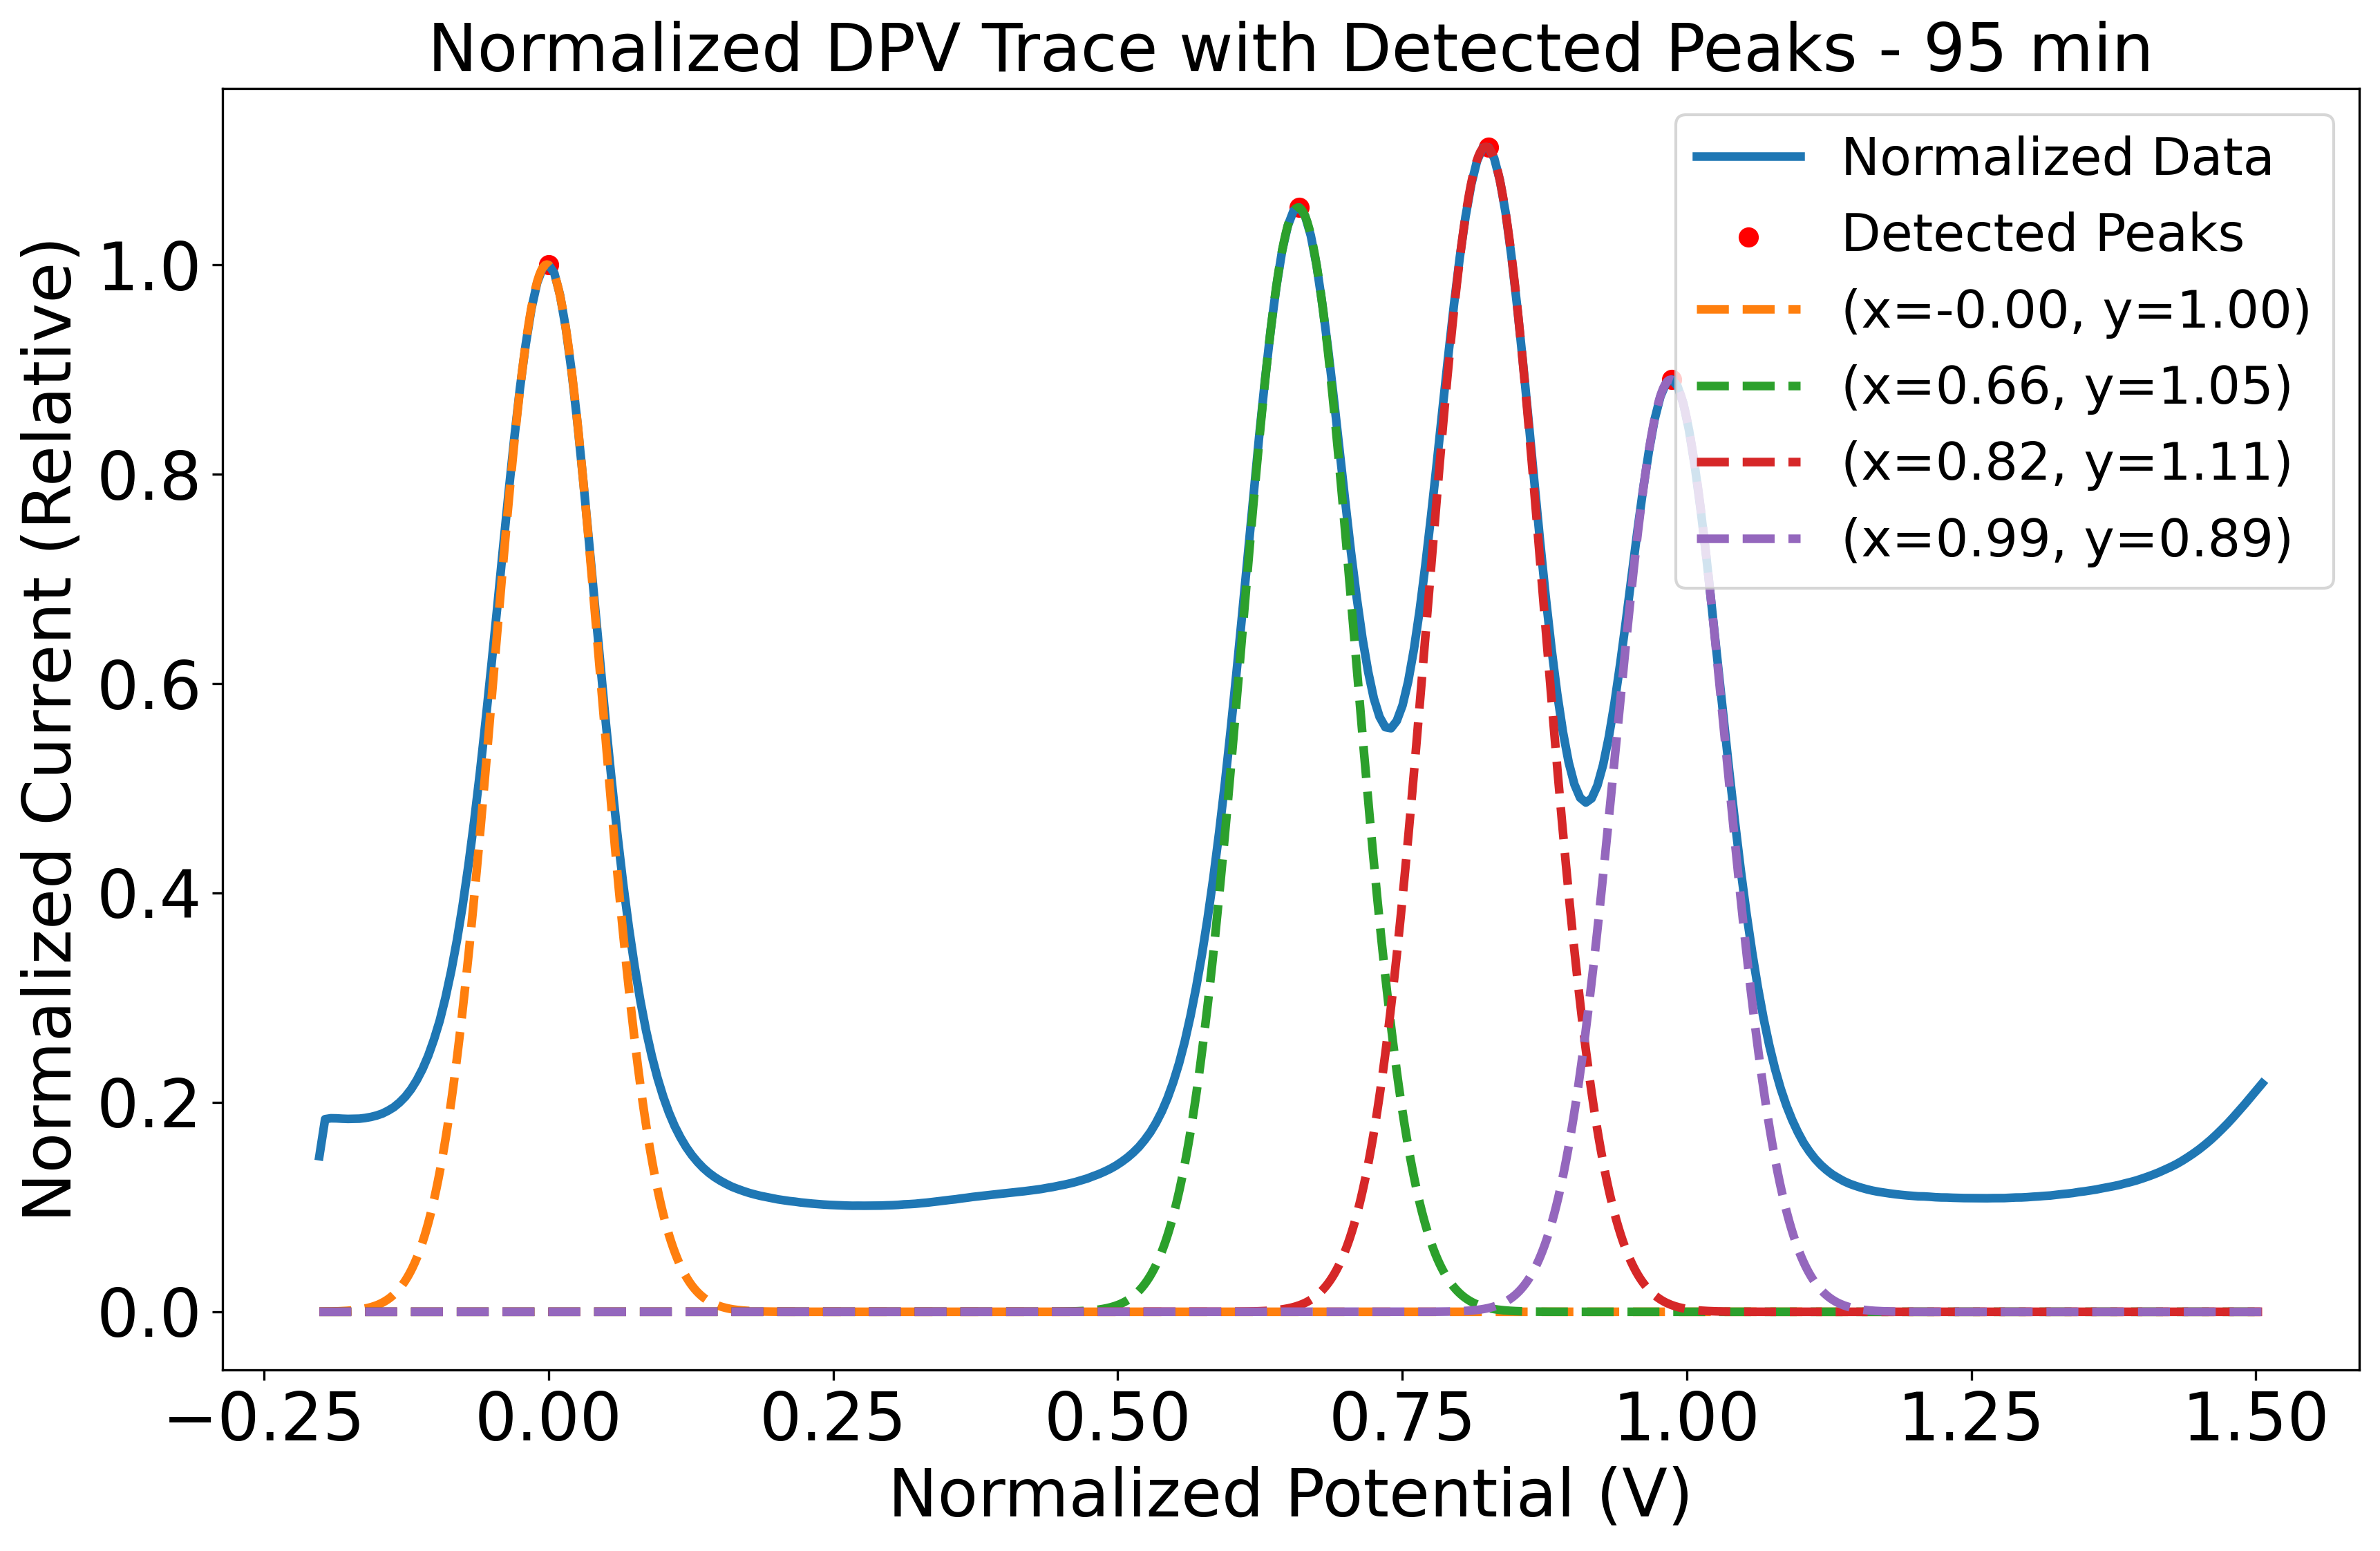 Normalized DPV Trace with Detected Peaks - 95 min
Normalized Data
Detected Peaks
(x=-0.00, y=1.00)
(x=0.66, y=1.05)
(x=0.82, y=1.11)
(x=0.99, y=0.89)
Normalized Current (Relative)
1.0
0.8
0.6
0.4
0.2
0.0
−0.25 0.00 0.25 0.50 0.75 1.00 1.25 1.50
Normalized Potential (V)